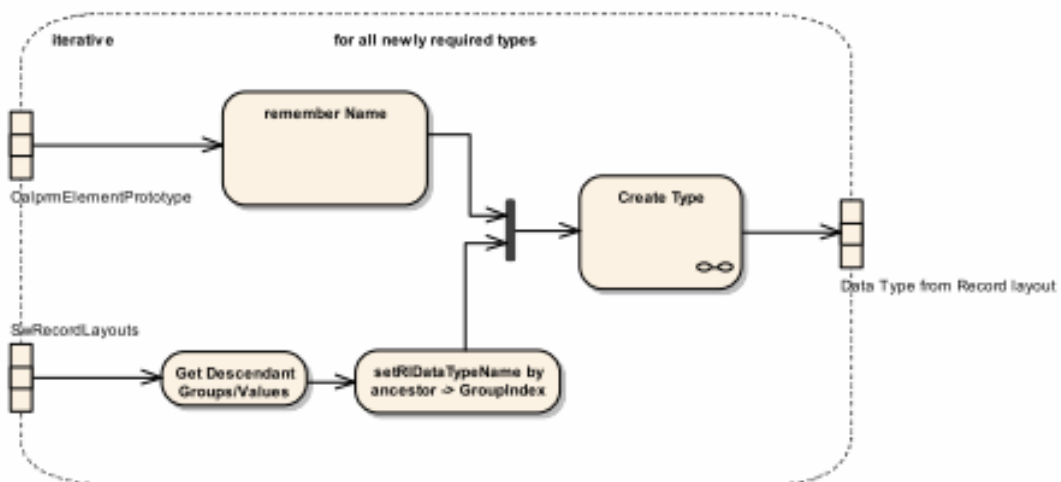 iterative
for all newly required types
remember Name
CalprmElementPrototype
Create Type
Data Type from Record layout
SwRecordLayouts
Get Descendant
Groups/Values
setRlDataTypeName by
ancestor -> GroupIndex